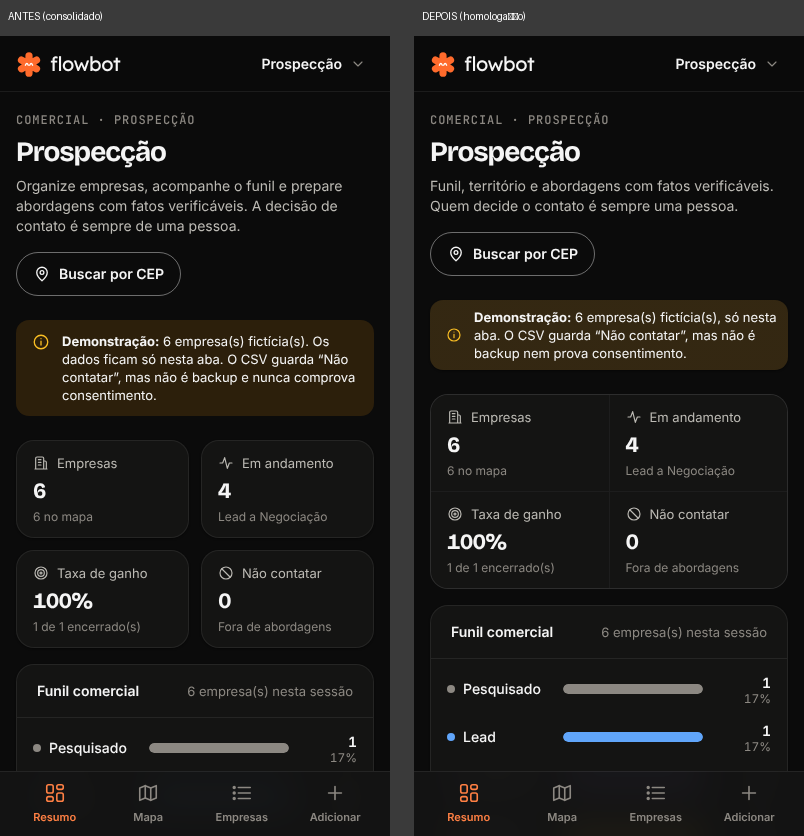 ANTES (consolidado)
flowbot
Prospecção
COMERCIAL · PROSPECÇÃO
Prospecção
Organize empresas, acompanhe o funil e prepare
abordagens com fatos verificáveis. A decisão de
contato é sempre de uma pessoa.
Buscar por CEP
Demonstração: 6 empresa(s) fictícia(s). Os
dados ficam só nesta aba. O CSV guarda “Não
contatar”, mas não é backup e nunca comprova
consentimento.
Empresas
6
6 no mapa
Em andamento
4
Lead a Negociação
Taxa de ganho
100%
1 de 1 encerrado(s)
Não contatar
0
Fora de abordagens
Funil comercial
6 empresa(s) nesta sessão
Pesquisado
1
17%
Resumo
Mapa
Empresas
Adicionar
DEPOIS
flowbot
Prospecção
COMERCIAL · PROSPECÇÃO
Prospecção
Funil, território e abordagens com fatos verificáveis.
Quem decide o contato é sempre uma pessoa.
Buscar por CEP
Demonstração: 6 empresa(s) fictícia(s), só nesta
aba. O CSV guarda “Não contatar”, mas não é
backup nem prova consentimento.
Empresas
6
6 no mapa
Em andamento
4
Lead a Negociação
Taxa de ganho
100%
1 de 1 encerrado(s)
Não contatar
0
Fora de abordagens
Funil comercial
6 empresa(s) nesta sessão
Pesquisado
1
17%
Lead
1
17%
Resumo
Mapa
Empresas
Adicionar